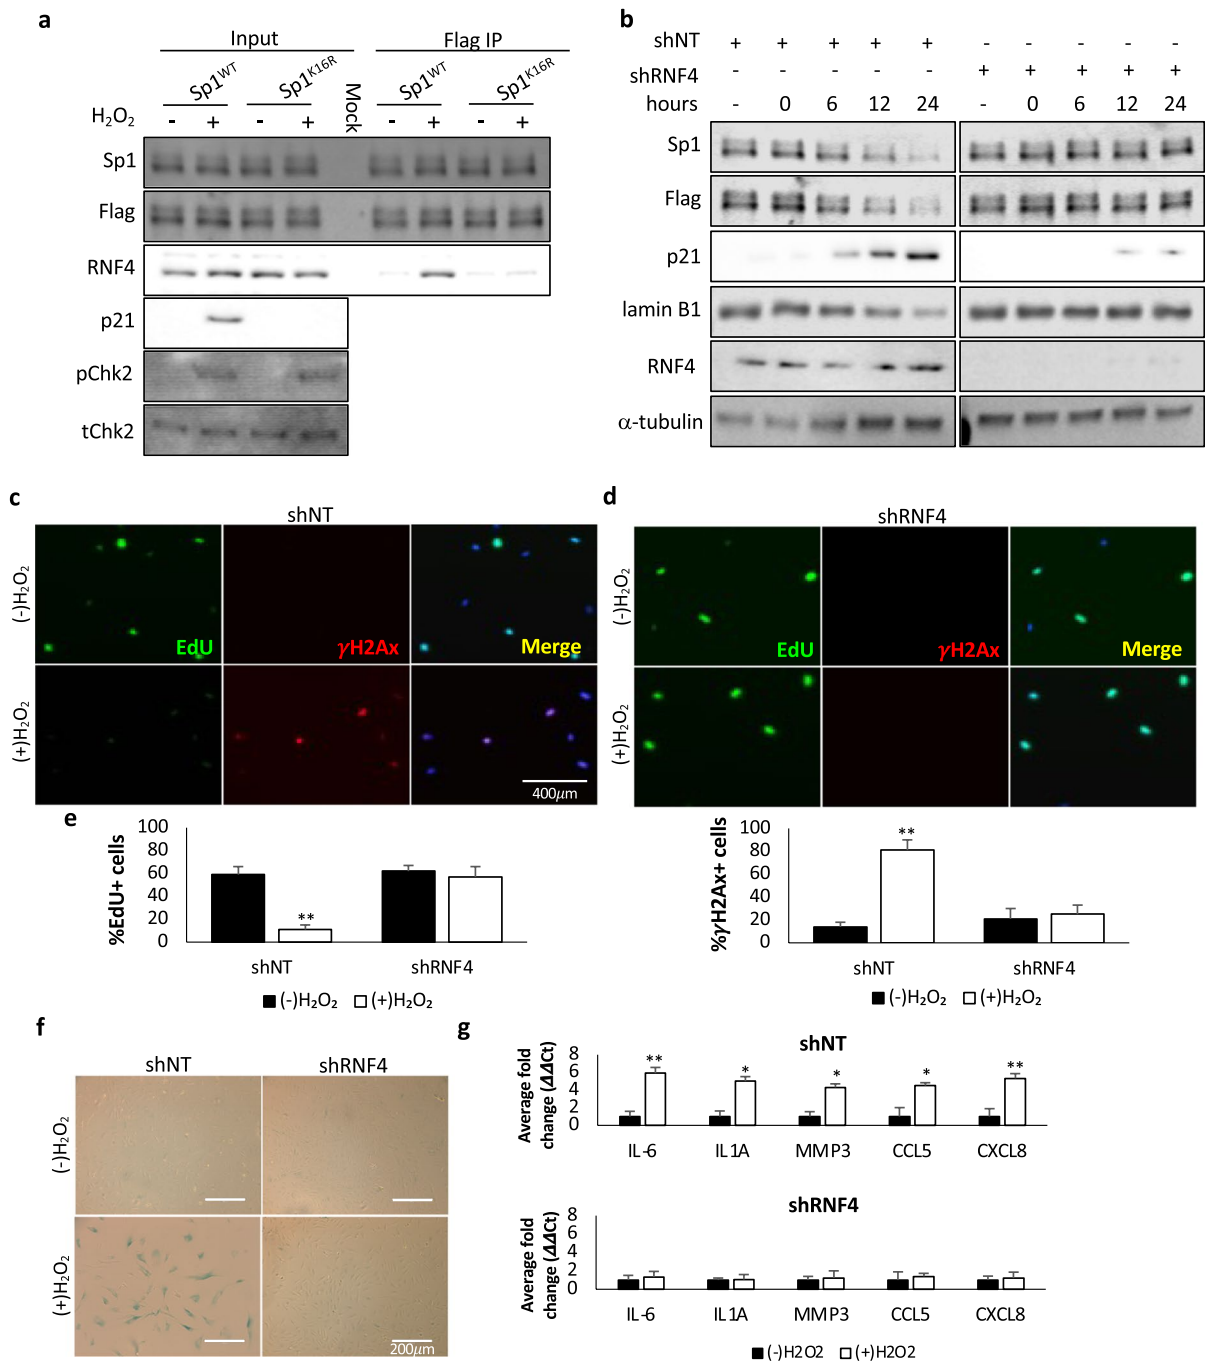 a
Input
Flag IP
Sp1WT
Sp1K16R
Mock
Sp1WT
Sp1K16R
H₂O₂ - + - + - + - +
Sp1
Flag
RNF4
p21
pChk2
tChk2
b
shNT + + + + + - - - - -
shRNF4 - - - - - + + + + +
hours - 0 6 12 24 - 0 6 12 24
Sp1
Flag
p21
lamin B1
RNF4
α-tubulin
c
shNT
(-)H₂O₂
EdU
γH2Ax
Merge
(+)H₂O₂
400μm
d
shRNF4
(-)H₂O₂
EdU
γH2Ax
Merge
(+)H₂O₂
e
%EdU+ cells
100
80
60
40
20
0
**
shNT
shRNF4
(-)H₂O₂ (+)H₂O₂
%γH2Ax+ cells
100
80
60
40
20
0
**
shNT
shRNF4
(-)H₂O₂ (+)H₂O₂
f
shNT
shRNF4
(-)H₂O₂
(+)H₂O₂
200μm
g
shNT
Average fold
change (ΔΔCt)
8
6
4
2
0
** * * * **
IL-6 IL1A MMP3 CCL5 CXCL8
shRNF4
Average fold
change (ΔΔCt)
8
6
4
2
0
IL-6 IL1A MMP3 CCL5 CXCL8
(-)H2O2 (+)H2O2